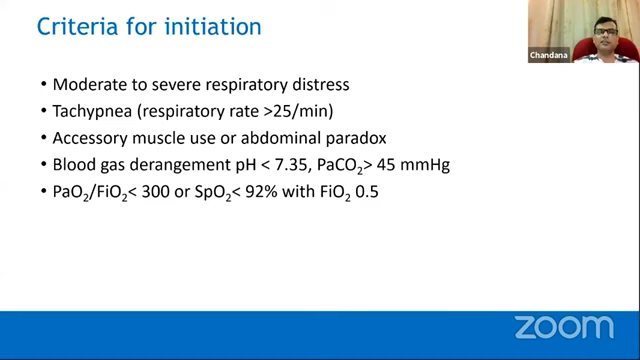 Criteria for initiation
Chandana
• Moderate to severe respiratory distress
• Tachypnea (respiratory rate >25/min)
• Accessory muscle use or abdominal paradox
• Blood gas derangement pH < 7.35, PaCO₂> 45 mmHg
• PaO₂/FiO₂< 300 or SpO₂< 92% with FiO₂ 0.5
zoom